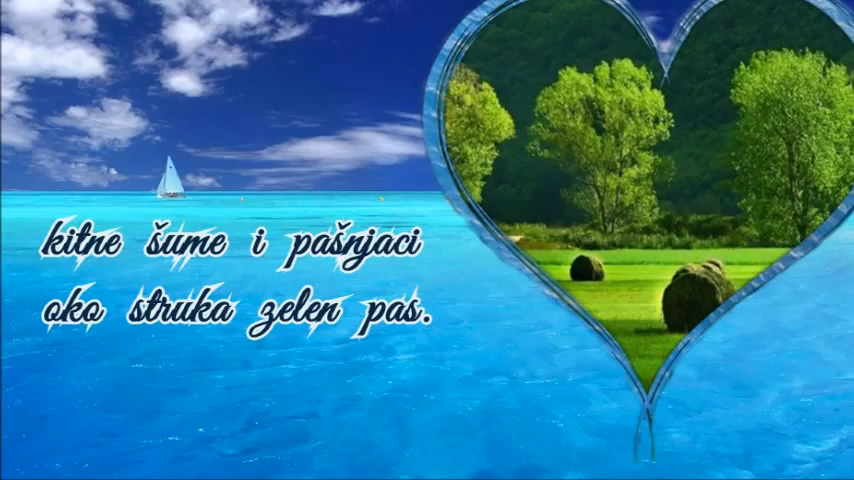 kitne šume i pašnjaci
oko struka zelen pas.